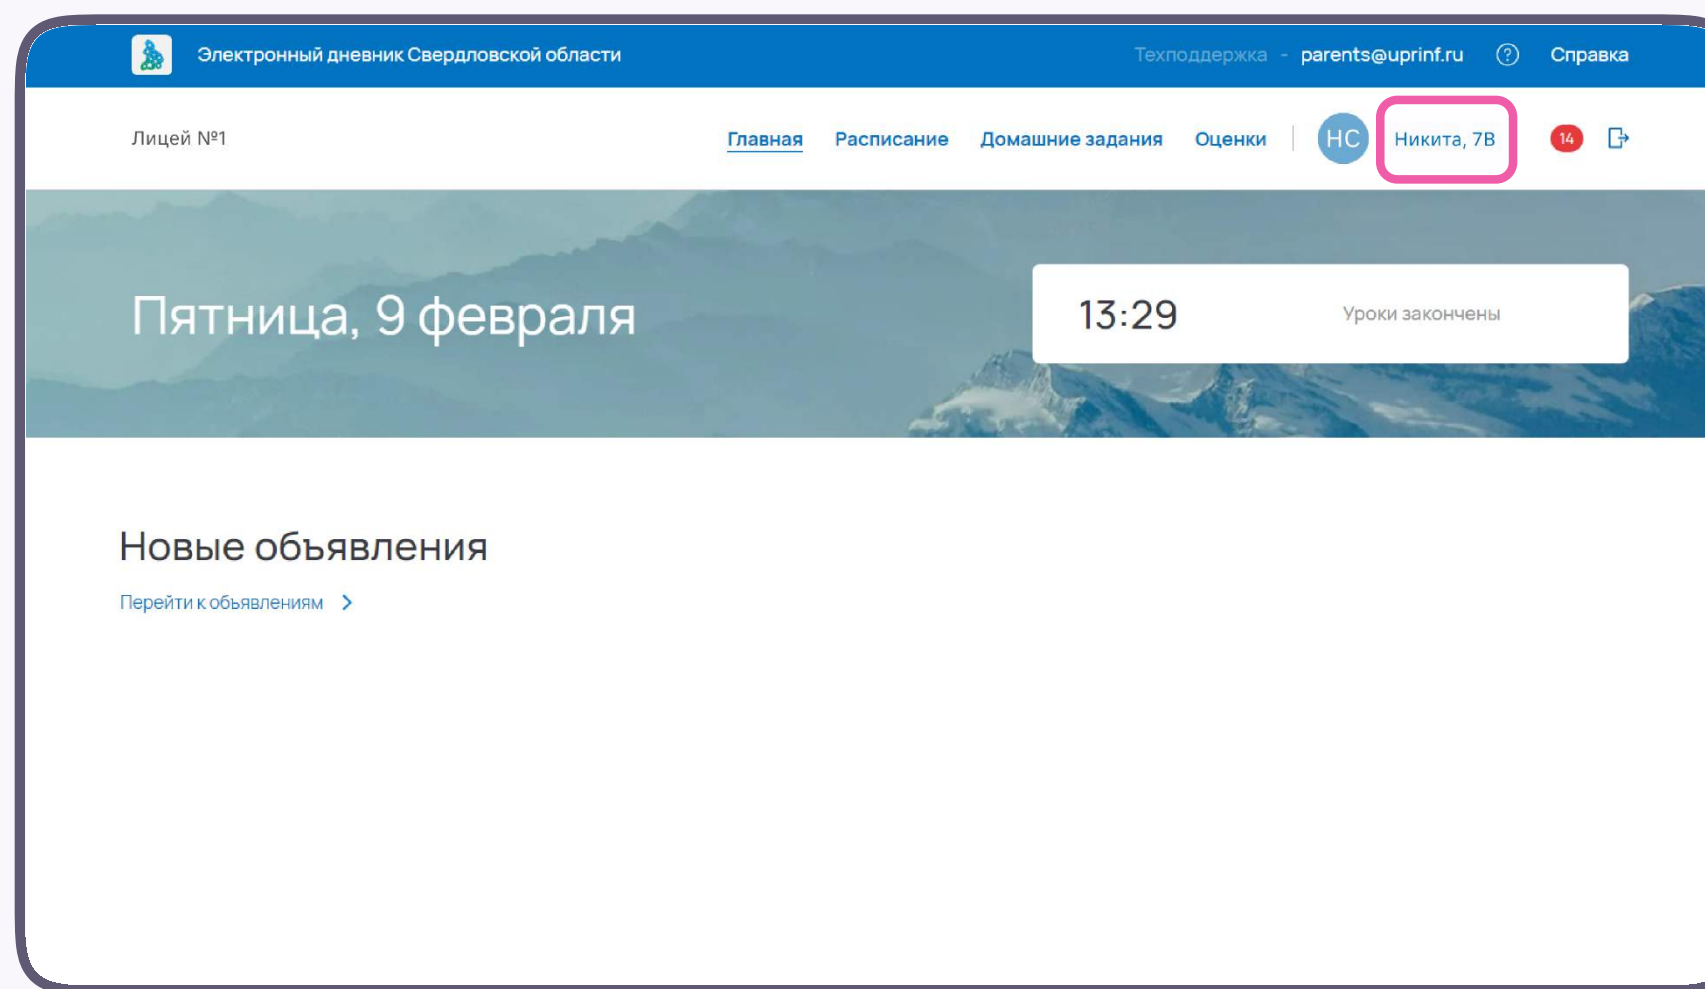 Электронный дневник Свердловской области
Техподдержка - parents@uprinf.ru ? Справка
Лицей №1
Главная Расписание Домашние задания Оценки НС Никита, 7В 14
Пятница, 9 февраля
13:29 Уроки закончены
Новые объявления
Перейти к объявлениям